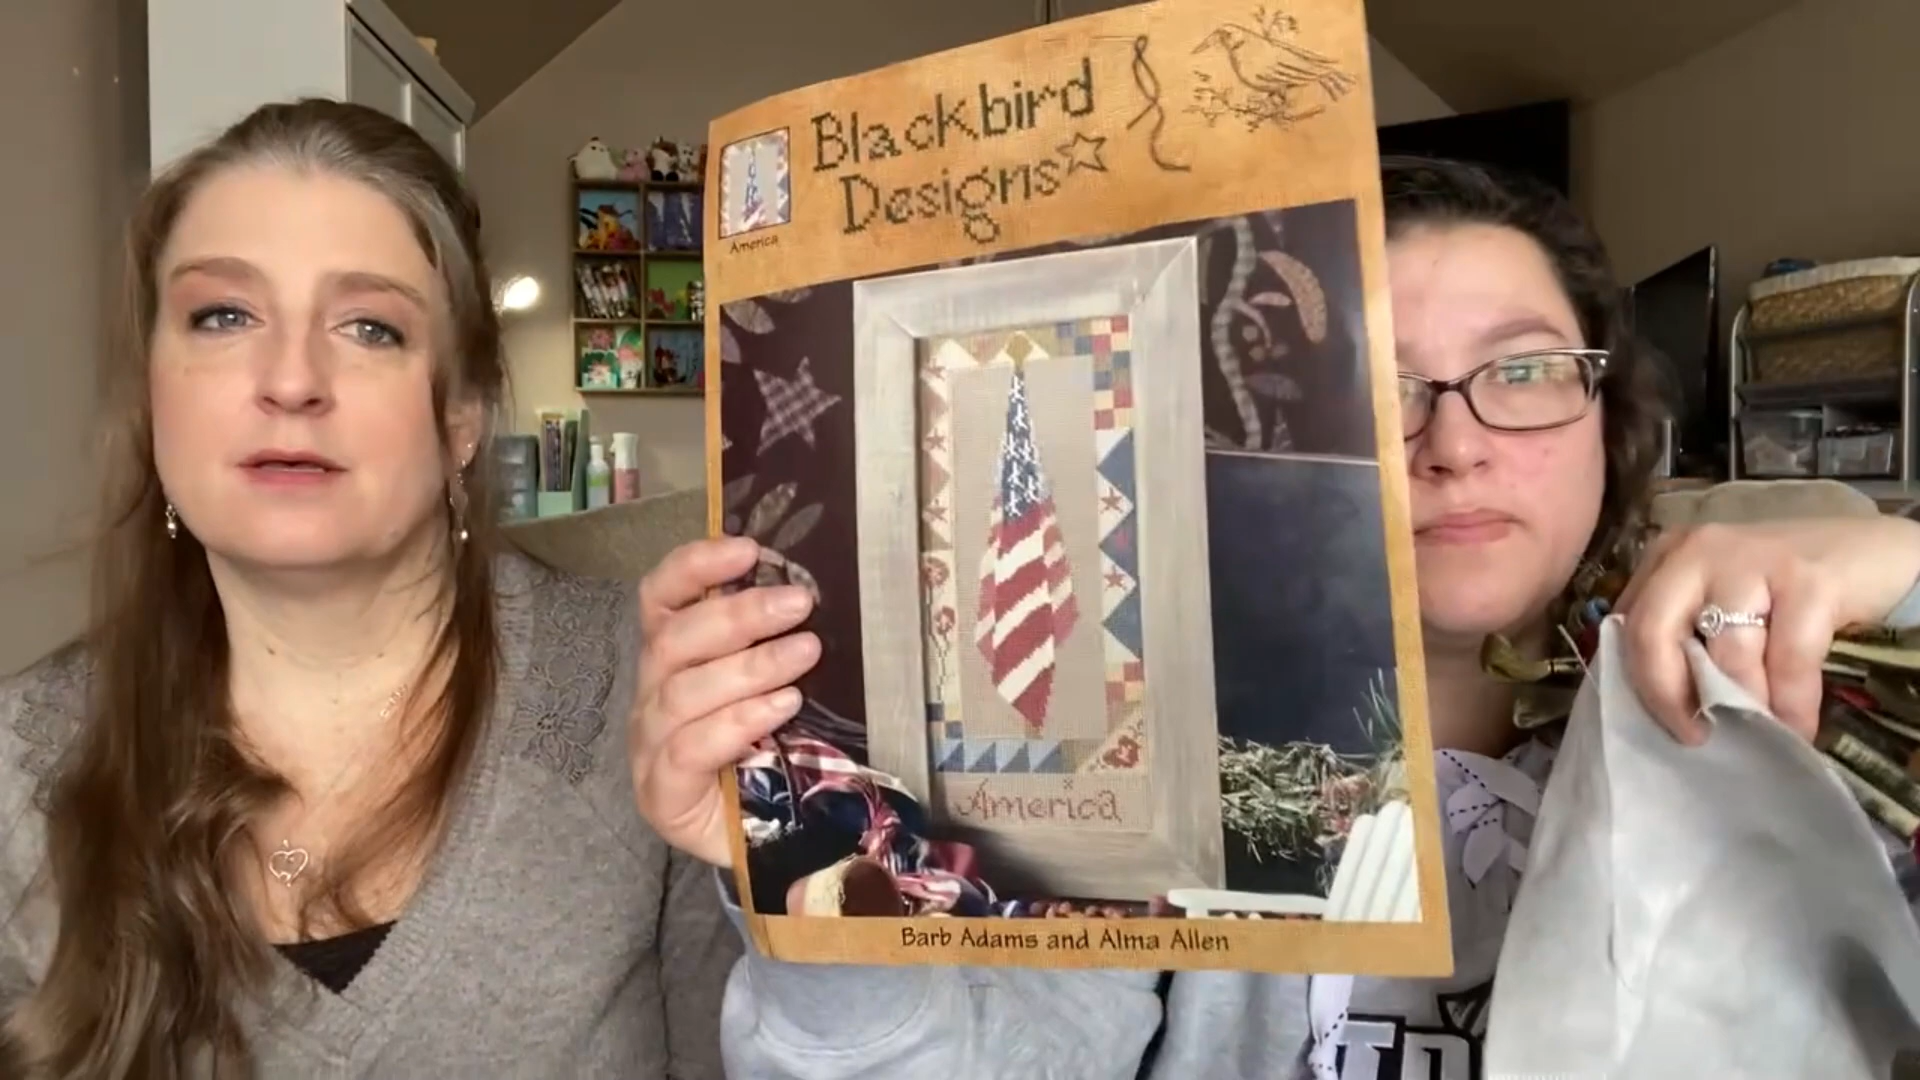 Blackbird
Designs
America
America
Barb Adams and Alma Allen